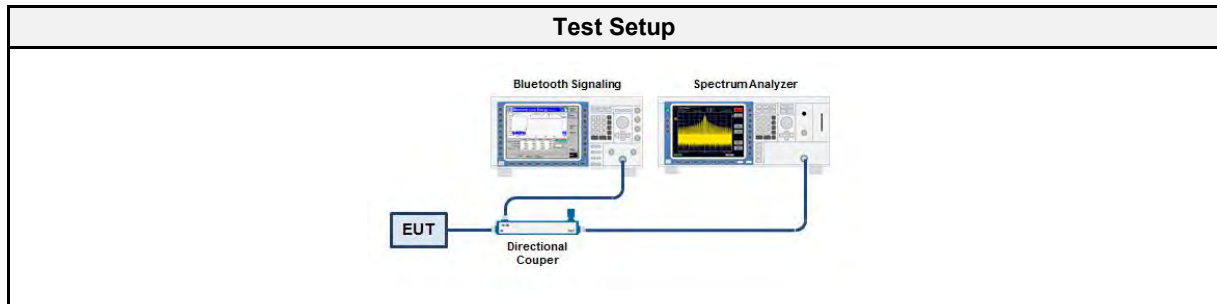 Test Setup
Bluetooth Signaling
Spectrum Analyzer
EUT
Directional
Couper